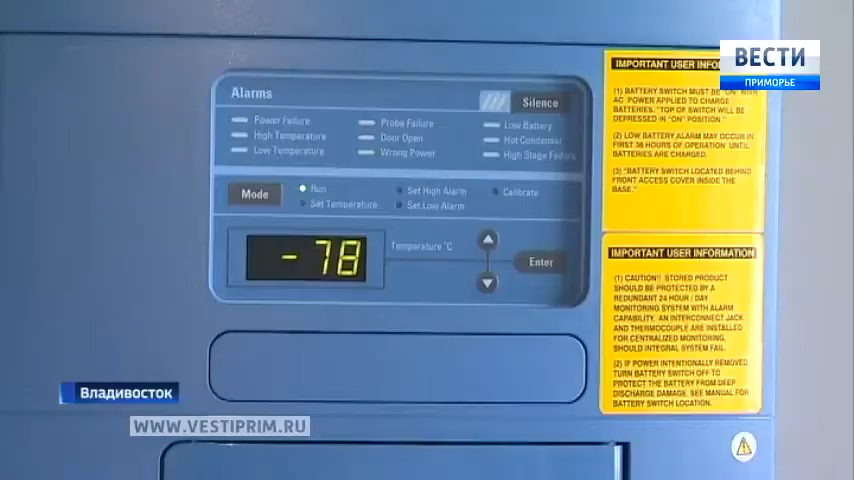 ВЕСТИ
ПРИМОРЬЕ
Alarms
Silence
Power Failure
High Temperature
Low Temperature
Probe Failure
Door Open
Wrong Power
Low Battery
Hot Condenser
High Stage Failure
Mode
Run
Set Temperature
Set High Alarm
Set Low Alarm
Calibrate
-78
Temperature °C
Enter
IMPORTANT USER
(1) BATTERY SWITCH MUST BE "ON" WITH
AC POWER APPLIED TO CHARGE
BATTERIES. "TOP OF SWITCH WILL BE
DEPRESSED IN "ON" POSITION."
(2) LOW BATTERY ALARM MAY OCCUR IN
FIRST 36 HOURS OF OPERATION UNTIL
BATTERIES ARE CHARGED.
(3) "BATTERY SWITCH LOCATED BEHIND
FRONT ACCESS COVER INSIDE THE
BASE."
IMPORTANT USER INFORMATION
(1) CAUTION!! STORED PRODUCT
SHOULD BE PROTECTED BY A
REDUNDANT 24 HOUR / DAY
MONITORING SYSTEM WITH ALARM
CAPABILITY. AN INTERCONNECT JACK
AND THERMOCOUPLE ARE INSTALLED
FOR CENTRALIZED MONITORING,
SHOULD INTEGRAL SYSTEM FAIL.
(2) IF POWER INTENTIONALLY REMOVED
TURN BATTERY SWITCH OFF TO
PROTECT THE BATTERY FROM DEEP
DISCHARGE DAMAGE. SEE MANUAL FOR
BATTERY SWITCH LOCATION.
Владивосток
WWW.VESTIPRIM.RU